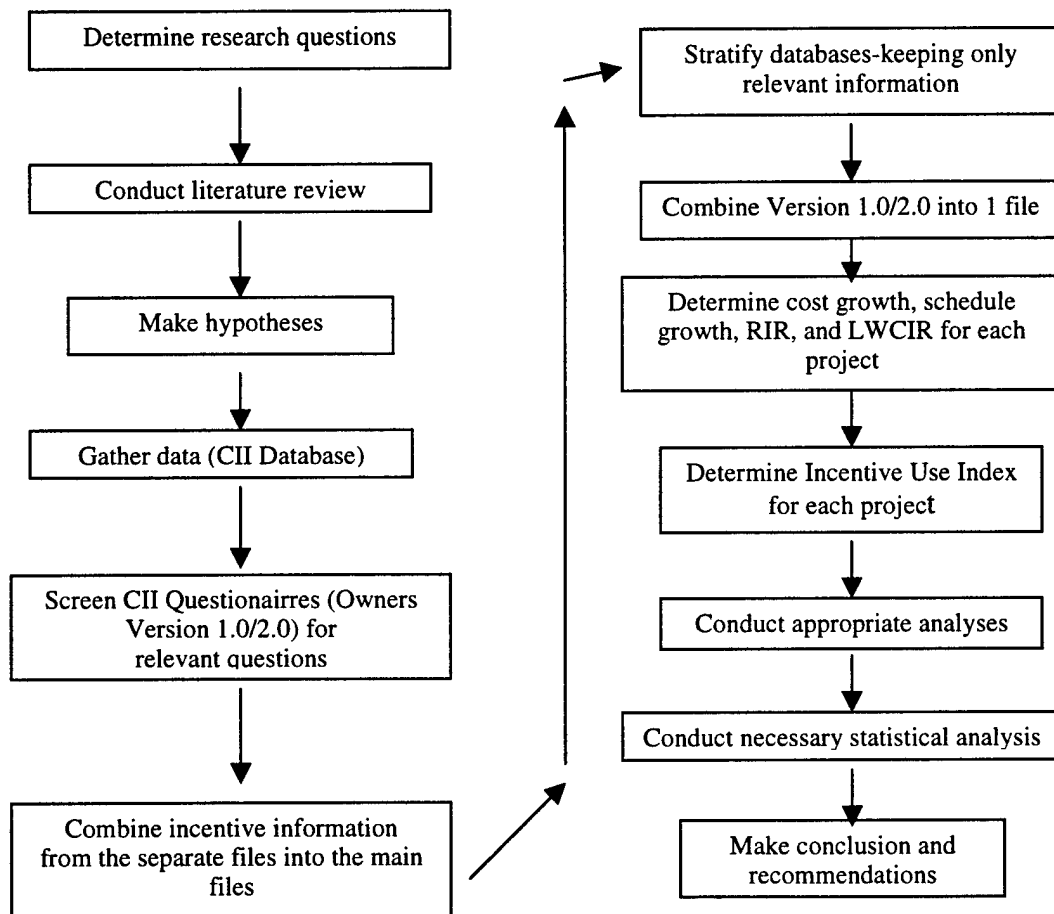 Determine research questions
Conduct literature review
Make hypotheses
Gather data (CII Database)
Screen CII Questionairres (Owners
Version 1.0/2.0) for
relevant questions
Combine incentive information
from the separate files into the main
files
Stratify databases-keeping only
relevant information
Combine Version 1.0/2.0 into 1 file
Determine cost growth, schedule
growth, RIR, and LWCIR for each
project
Determine Incentive Use Index
for each project
Conduct appropriate analyses
Conduct necessary statistical analysis
Make conclusion and
recommendations